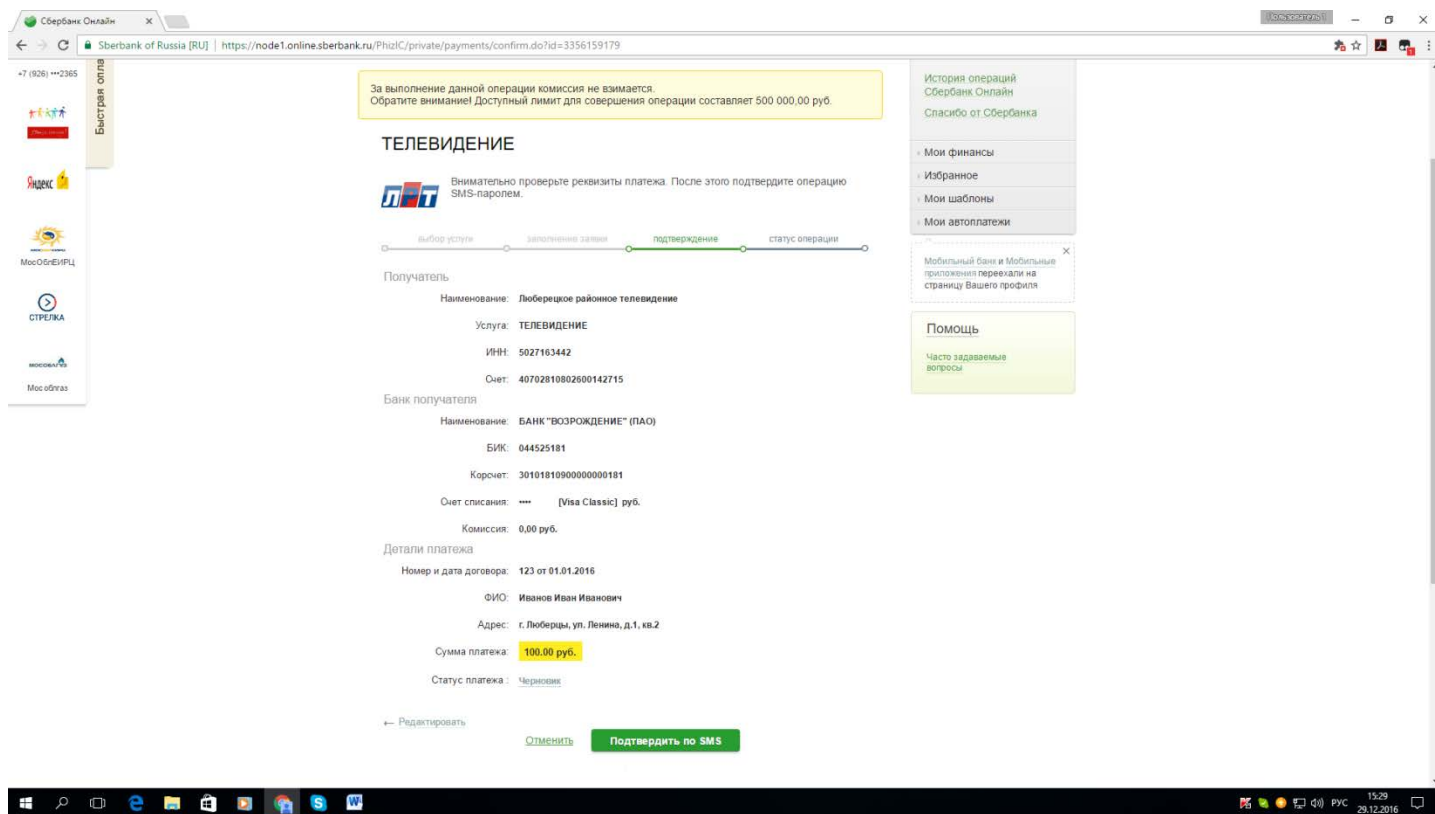 Сбербанк Онлайн
Sberbank of Russia [RU] | https://node1.online.sberbank.ru/PhizIC/private/payments/confirm.do?id=3356159179
+7 (926) •••2365
Быстрая опла
Яндекс
МосОблЕИРЦ
СТРЕЛКА
МОСОБЛГАЗ
Мособлгаз
За выполнение данной операции комиссия не взимается.
Обратите внимание! Доступный лимит для совершения операции составляет 500 000,00 руб.
ТЕЛЕВИДЕНИЕ
ЛРТ
Внимательно проверьте реквизиты платежа. После этого подтвердите операцию
SMS-паролем.
выбор услуги заполнение заявки подтверждение статус операции
Получатель
Наименование: Люберецкое районное телевидение
Услуга: ТЕЛЕВИДЕНИЕ
ИНН: 5027163442
Счет: 40702810802600142715
Банк получателя
Наименование: БАНК "ВОЗРОЖДЕНИЕ" (ПАО)
БИК: 044525181
Корсчет: 30101810900000000181
Счет списания: •••• [Visa Classic] руб.
Комиссия: 0,00 руб.
Детали платежа
Номер и дата договора: 123 от 01.01.2016
ФИО: Иванов Иван Иванович
Адрес: г. Люберцы, ул. Ленина, д.1, кв.2
Сумма платежа: 100.00 руб.
Статус платежа : Черновик
← Редактировать
Отменить Подтвердить по SMS
История операций
Сбербанк Онлайн
Спасибо от Сбербанка
Мои финансы
Избранное
Мои шаблоны
Мои автоплатежи
Мобильный банк и Мобильные
приложения переехали на
страницу Вашего профиля
Помощь
Часто задаваемые
вопросы
РУС
15:29
29.12.2016